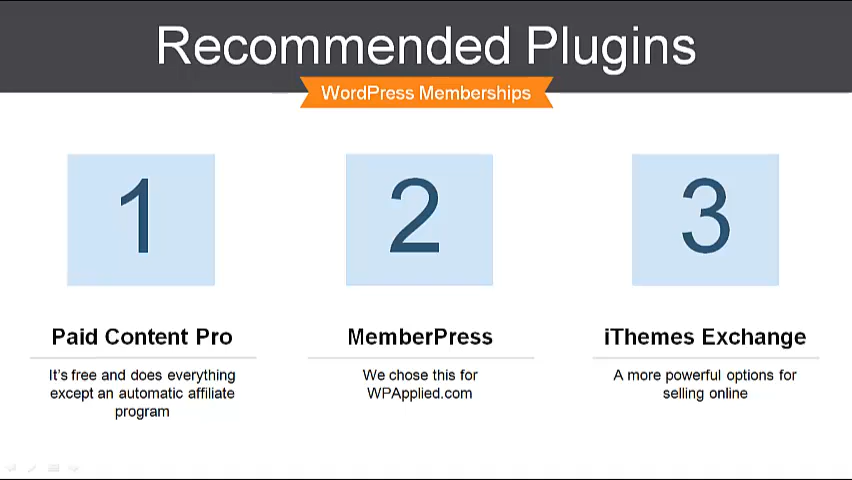 Recommended Plugins
WordPress Memberships
1
2
3
Paid Content Pro
It's free and does everything
except an automatic affiliate
program
MemberPress
We chose this for
WPApplied.com
iThemes Exchange
A more powerful options for
selling online